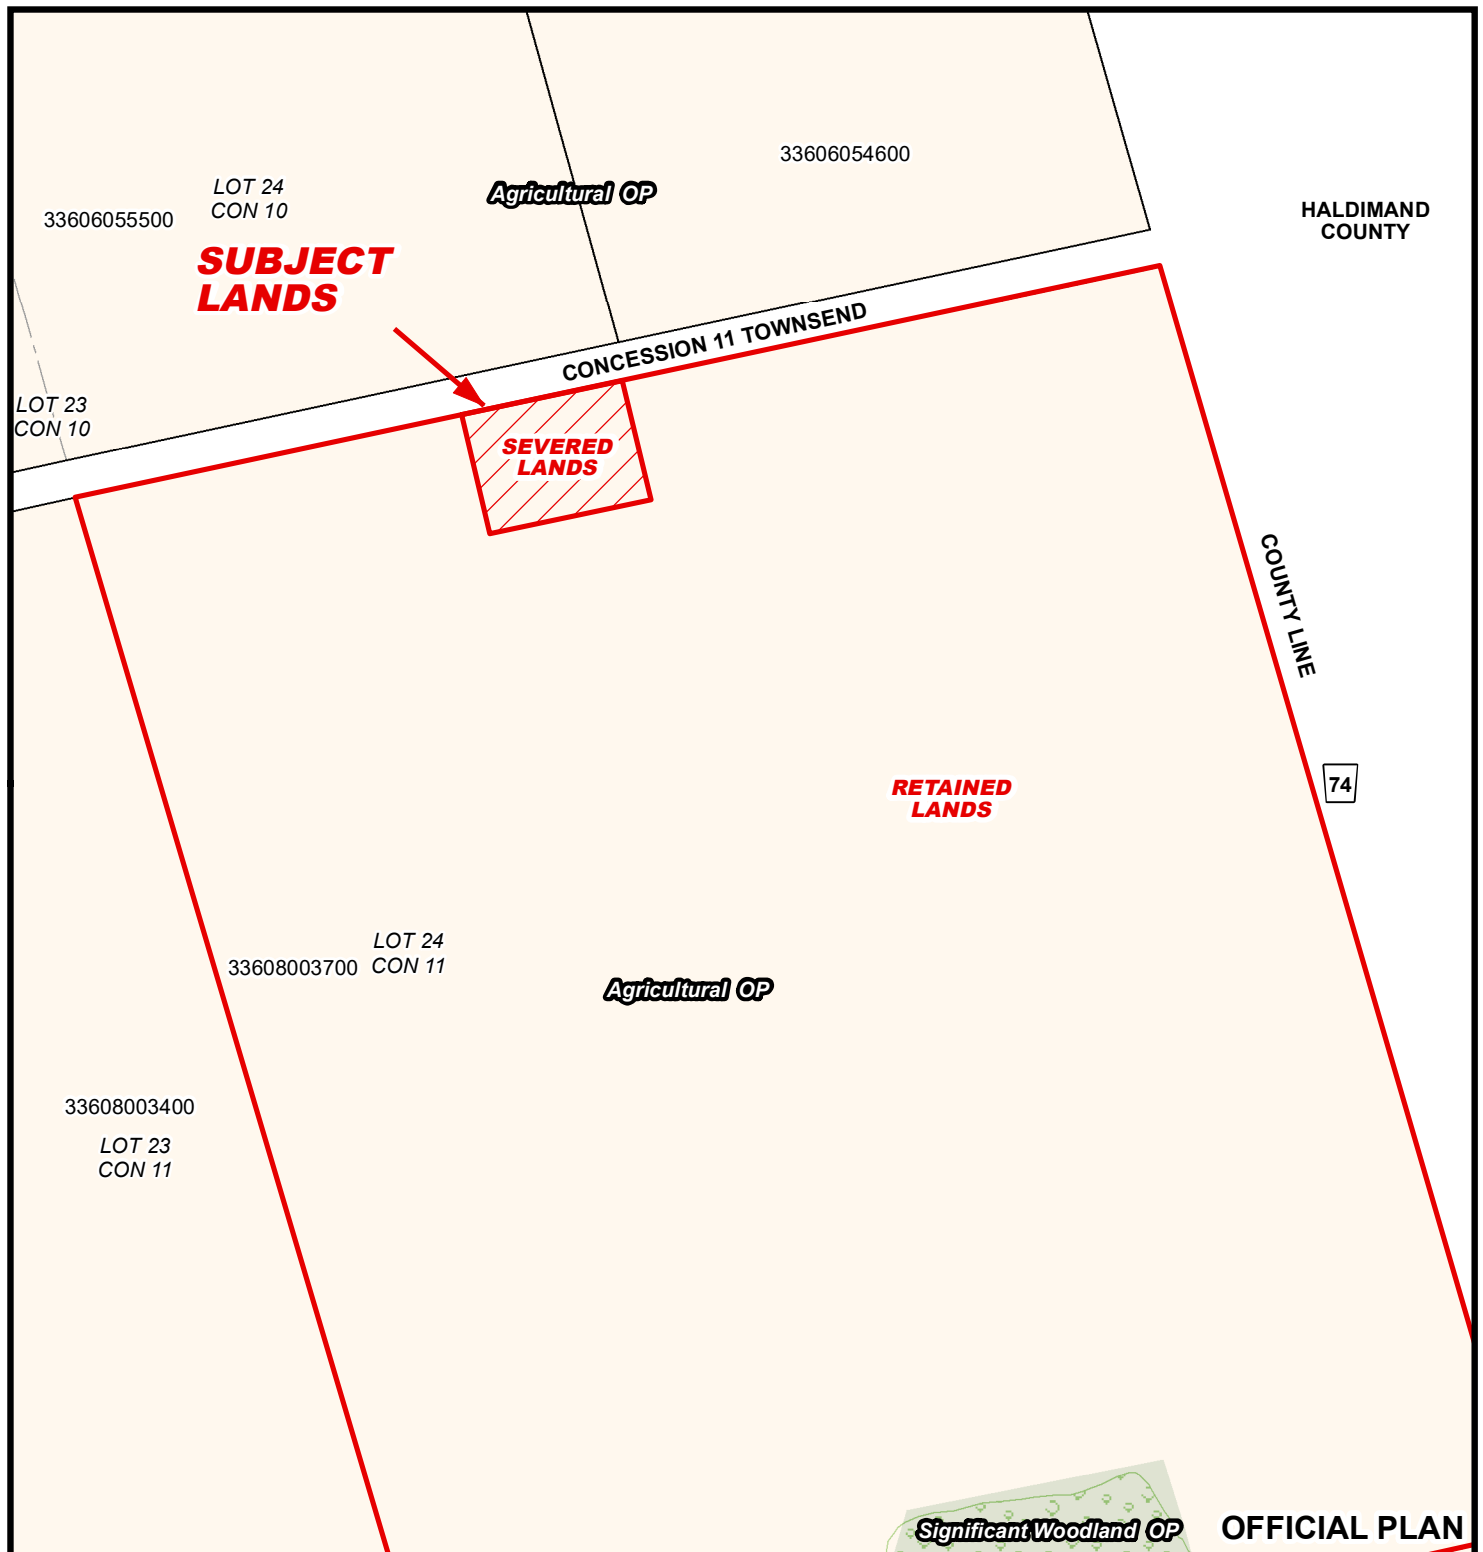 33606054600
LOT 24
CON 10
33606055500
Agricultural OP
HALDIMAND
COUNTY
SUBJECT
LANDS
CONCESSION 11 TOWNSEND
LOT 23
CON 10
SEVERED
LANDS
COUNTY LINE
74
RETAINED
LANDS
LOT 24
CON 11
33608003700
Agricultural OP
33608003400
LOT 23
CON 11
Significant Woodland OP
OFFICIAL PLAN